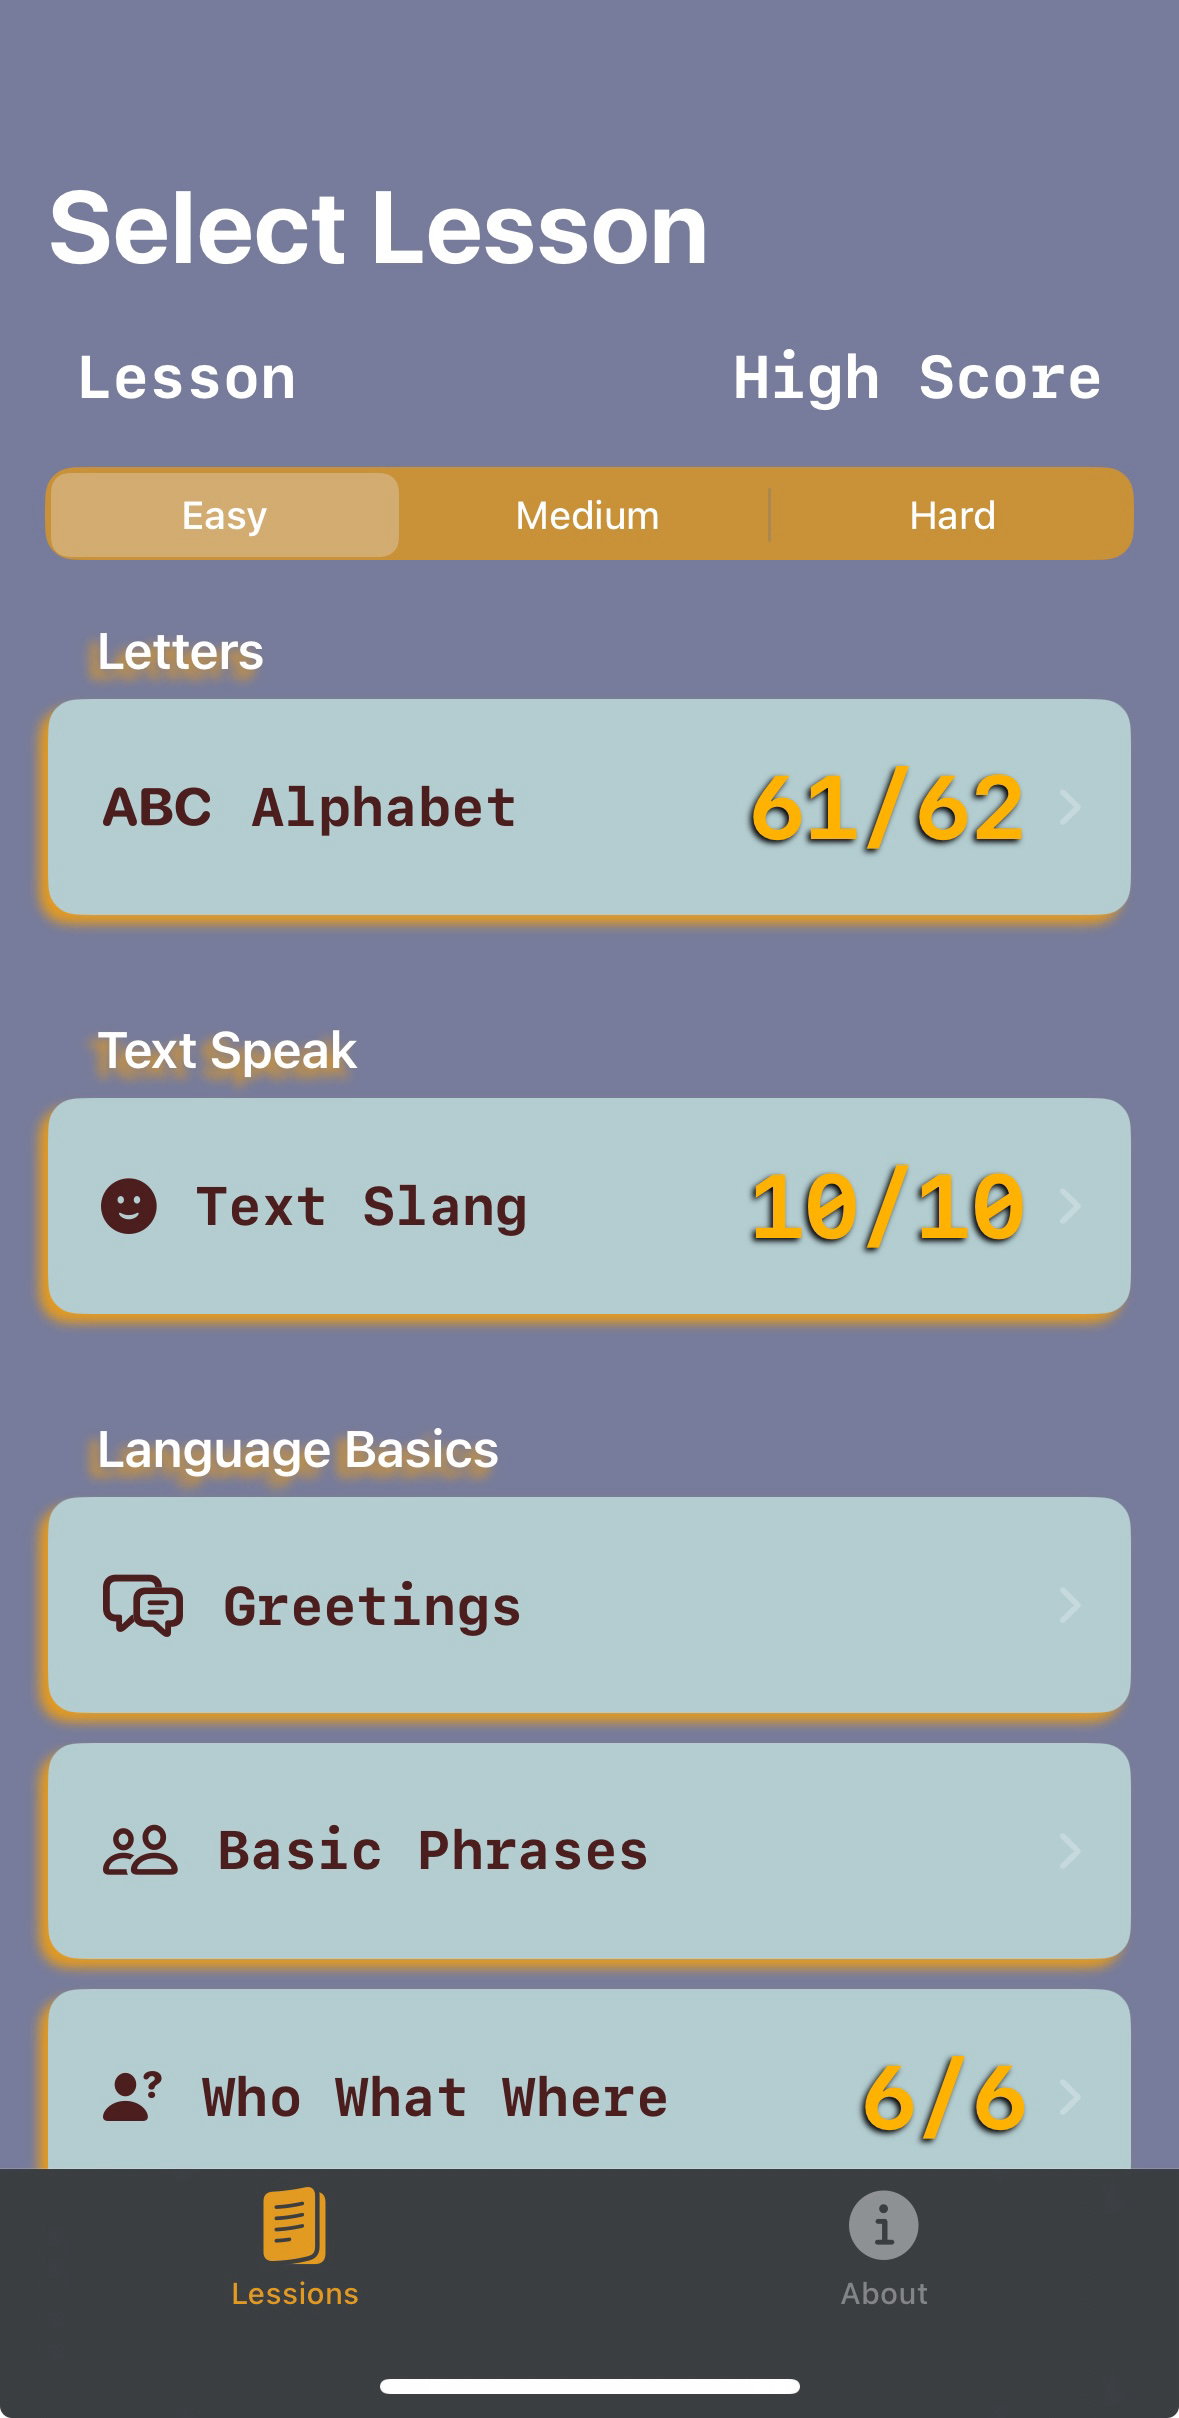 Select Lesson
Lesson High Score
Easy Medium Hard
Letters
ABC Alphabet 61/62
Text Speak
Text Slang 10/10
Language Basics
Greetings
Basic Phrases
Who What Where 6/6
Lessions About